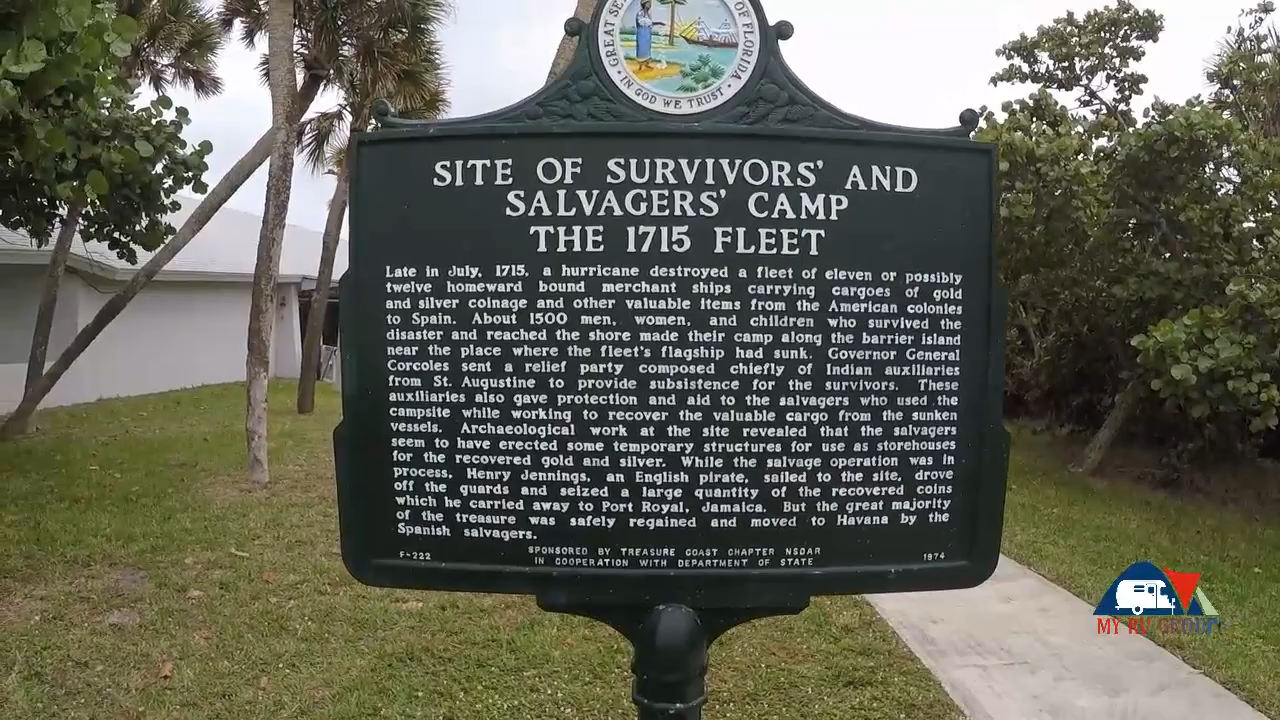 GREAT SE OF FLORIDA
• IN GOD WE TRUST •
SITE OF SURVIVORS' AND
SALVAGERS' CAMP
THE 1715 FLEET
Late in July, 1715, a hurricane destroyed a fleet of eleven or possibly
twelve homeward bound merchant ships carrying cargoes of gold
and silver coinage and other valuable items from the American colonies
to Spain. About 1500 men, women, and children who survived the
disaster and reached the shore made their camp along the barrier island
near the place where the fleet's flagship had sunk. Governor General
Corcoles sent a relief party composed chiefly of Indian auxiliaries
from St. Augustine to provide subsistence for the survivors. These
auxiliaries also gave protection and aid to the salvagers who used the
campsite while working to recover the valuable cargo from the sunken
vessels. Archaeological work at the site revealed that the salvagers
seem to have erected some temporary structures for use as storehouses
for the recovered gold and silver. While the salvage operation was in
process, Henry Jennings, an English pirate, sailed to the site, drove
off the guards and seized a large quantity of the recovered coins
which he carried away to Port Royal, Jamaica. But the great majority
of the treasure was safely regained and moved to Havana by the
Spanish salvagers.
F-222 SPONSORED BY TREASURE COAST CHAPTER NSDAR 1974
IN COOPERATION WITH DEPARTMENT OF STATE
MY RV GROUP